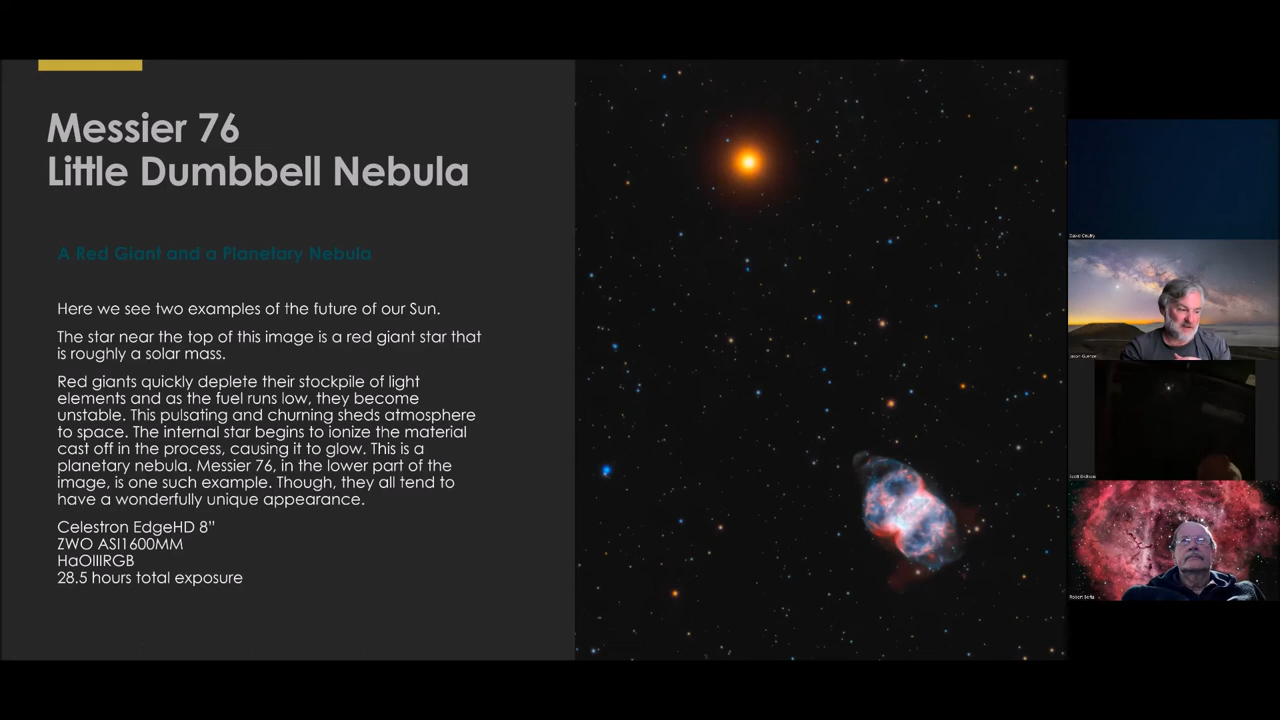 Messier 76
Little Dumbbell Nebula
A Red Giant and a Planetary Nebula
Here we see two examples of the future of our Sun.
The star near the top of this image is a red giant star that
is roughly a solar mass.
Red giants quickly deplete their stockpile of light
elements and as the fuel runs low, they become
unstable. This pulsating and churning sheds atmosphere
to space. The internal star begins to ionize the material
cast off in the process, causing it to glow. This is a
planetary nebula. Messier 76, in the lower part of the
image, is one such example. Though, they all tend to
have a wonderfully unique appearance.
Celestron EdgeHD 8”
ZWO ASI1600MM
HaOIIIRGB
28.5 hours total exposure
David
Jason Guenzel
Scott
Robert